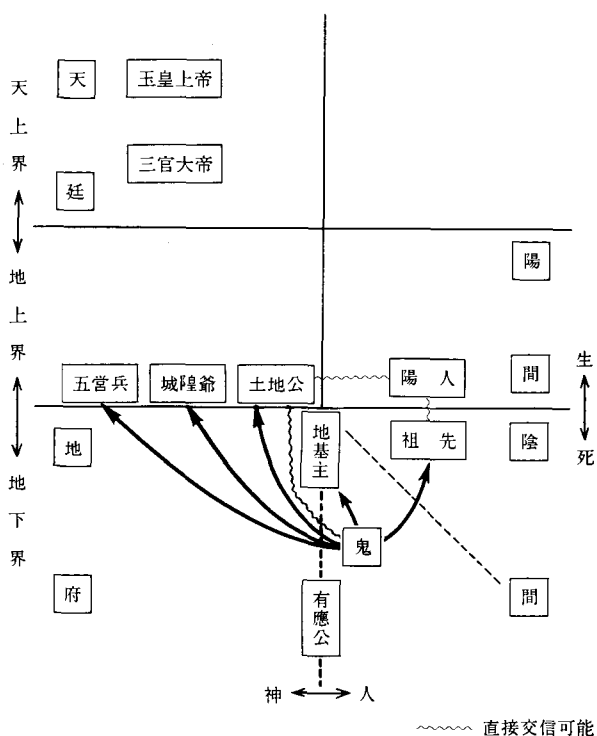 天上界
地上界
地下界
天
廷
玉皇上帝
三官大帝
陽
間
五営兵
城隍爺
土地公
陽人
生
死
地
府
地基主
祖先
陰
間
鬼
有應公
神
人
直接交信可能